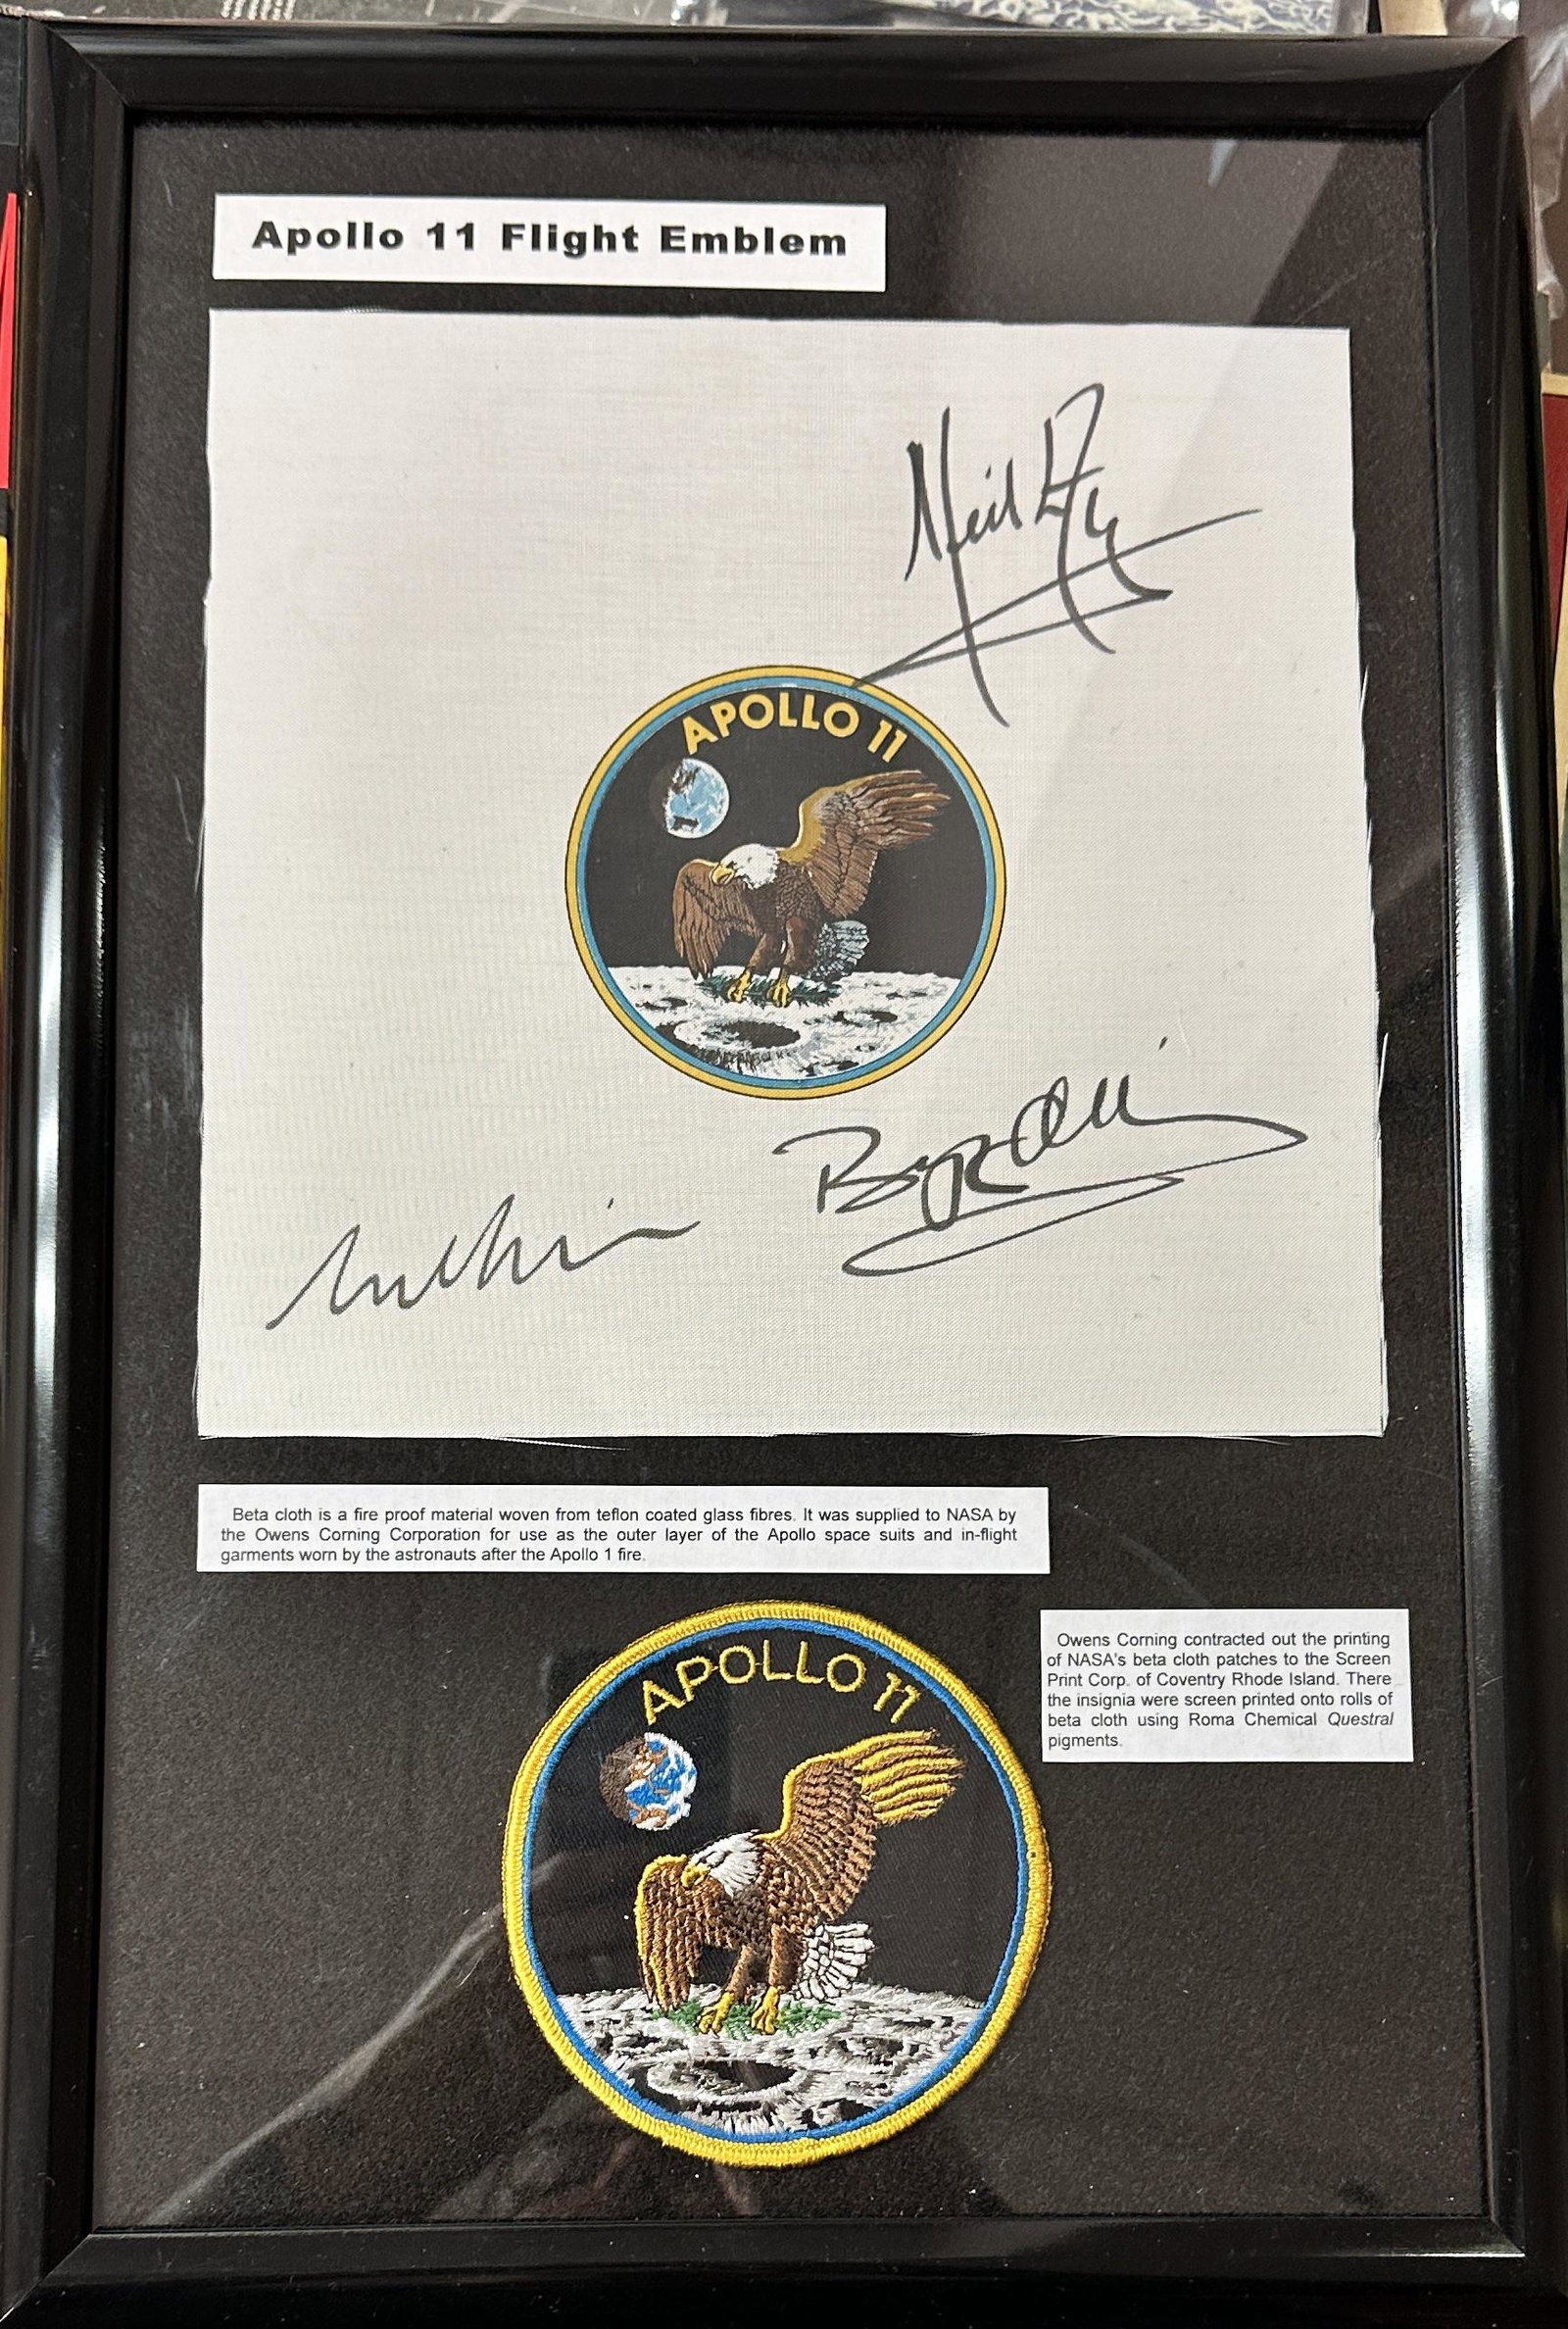 Apollo 11 Flight Emblem
Neil
APOLLO 11
Beta cloth is a fire proof material woven from teflon coated glass fibres. It was supplied to NASA by
the Owens Corning Corporation for use as the outer layer of the Apollo space suits and in-flight
garments worn by the astronauts after the Apollo 1 fire.
APOLLO 11
Owens Corning contracted out the printing
of NASA's beta cloth patches to the Screen
Print Corp. of Coventry Rhode Island. There
the insignia were screen printed onto rolls of
beta cloth using Roma Chemical Questral
pigments.